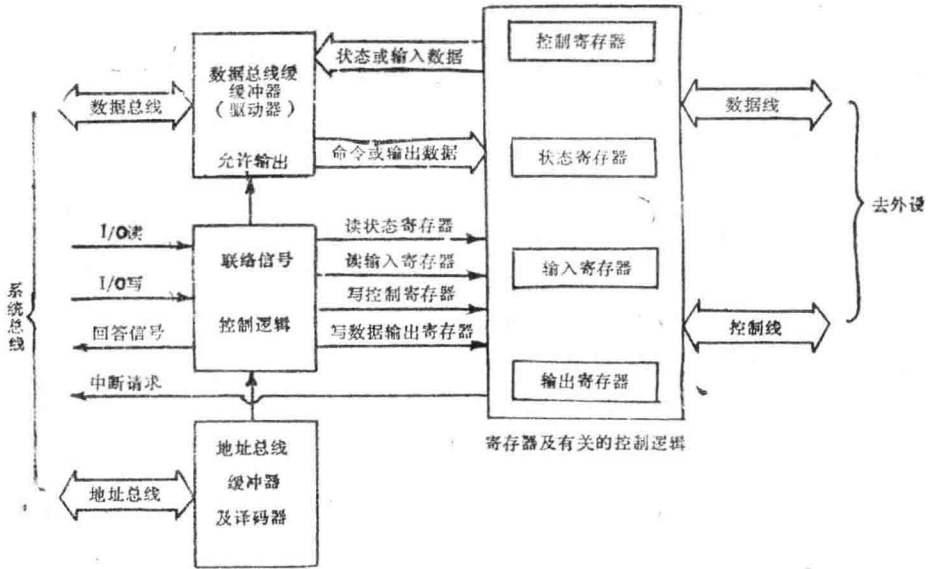 控制寄存器
状态或输入数据
数据总线缓
缓冲器
（驱动器）
数据总线
数据线
命令或输出数据
状态寄存器
允许输出
去外设
I/O读
读状态寄存器
联络信号
读输入寄存器
输入寄存器
I/O写
写控制寄存器
系统总线
控制逻辑
回答信号
写数据输出寄存器
控制线
中断请求
输出寄存器
寄存器及有关的控制逻辑
地址总线
缓冲器
地址总线
及译码器